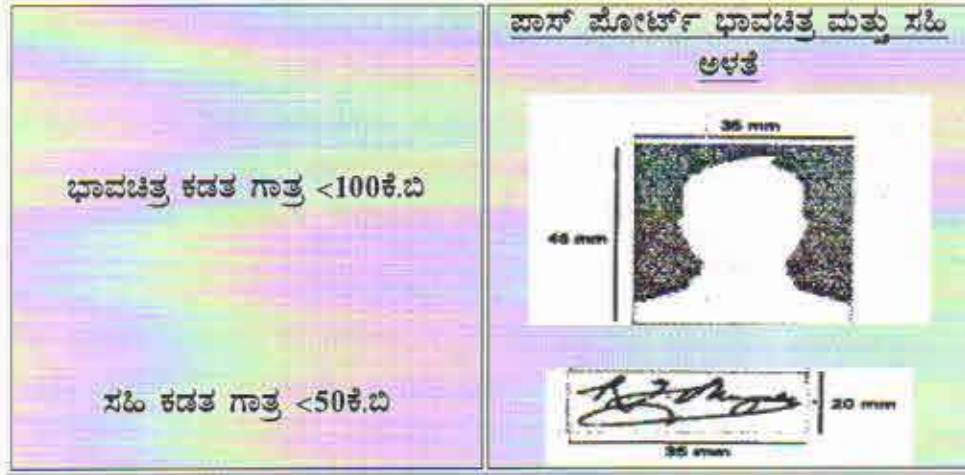 ಭಾವಚಿತ್ರ ಕಡತ ಗಾತ್ರ <100ಕೆ.ಬಿ
ಸಹಿ ಕಡತ ಗಾತ್ರ <50ಕೆ.ಬಿ
ಪಾಸ್ ಪೋರ್ಟ್ ಭಾವಚಿತ್ರ ಮತ್ತು ಸಹಿ
ಅಳತೆ
35 mm
45 mm
20 mm
35 mm